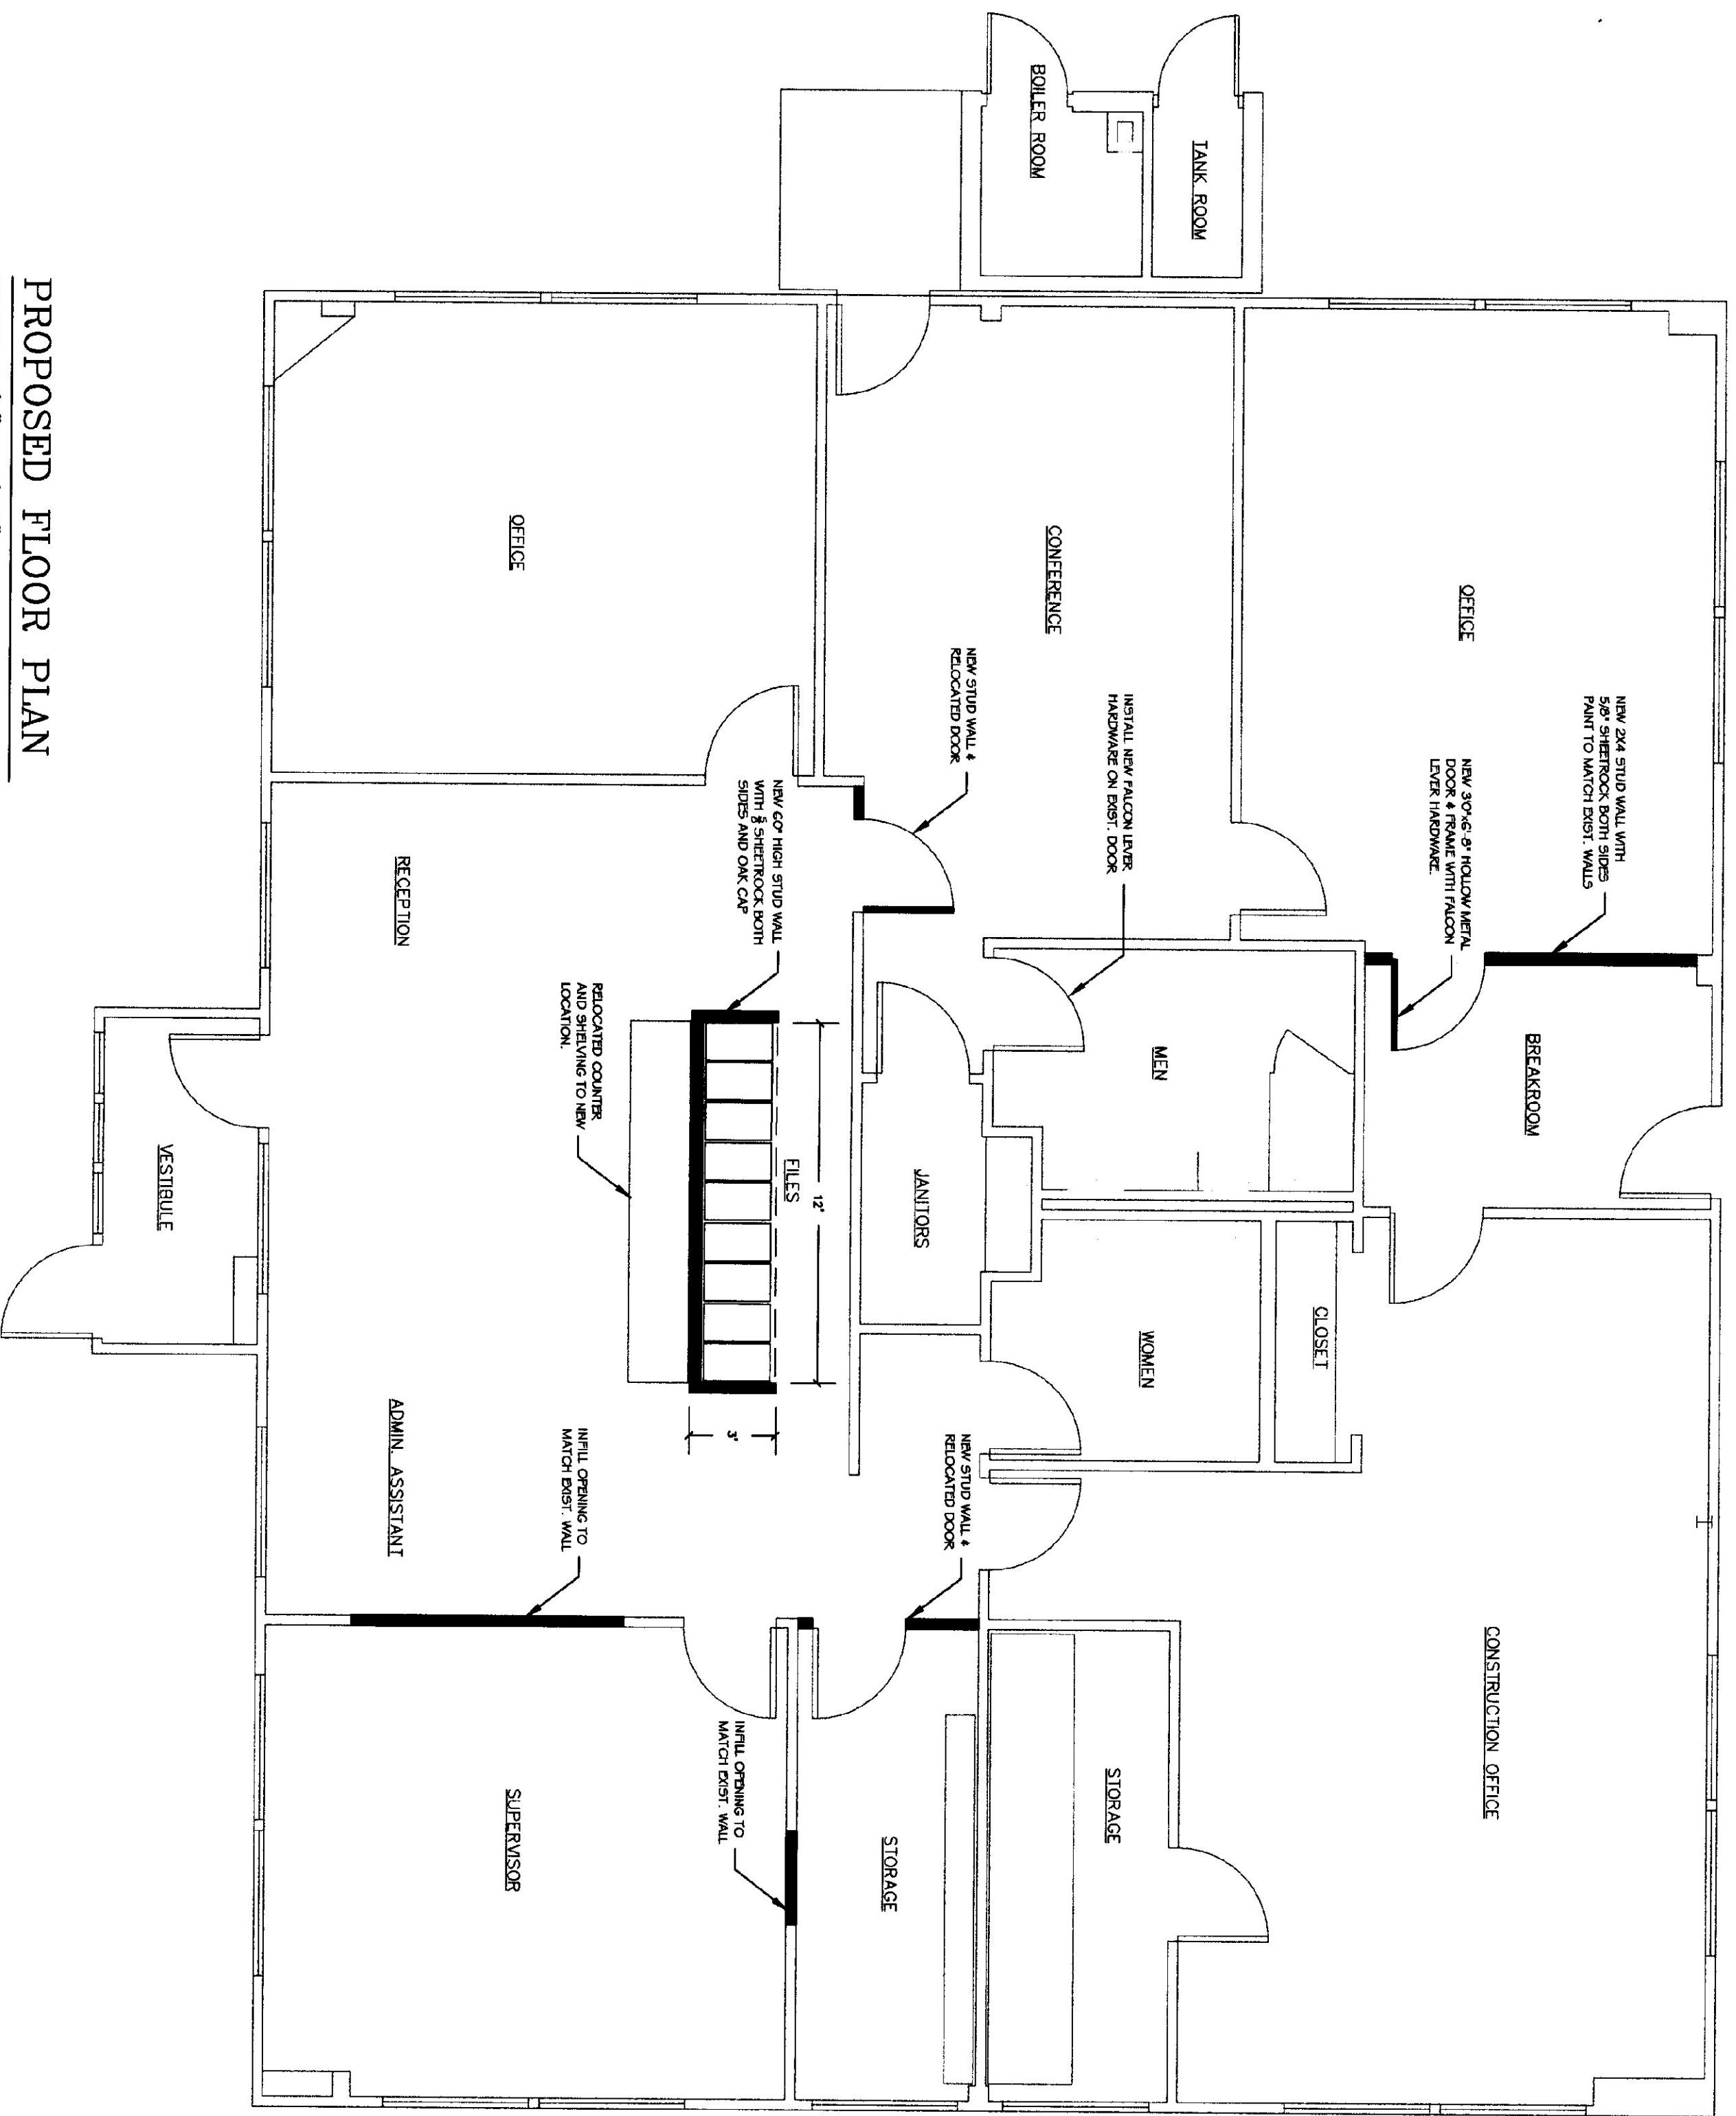 NEW 2X4 STUD WALL WITH
5/8" SHEETROCK BOTH SIDES
PAINT TO MATCH EXIST. WALLS
OFFICE
NEW 3'0"x6'-8" HOLLOW METAL
DOOR & FRAME WITH FALCON
LEVER HARDWARE.
BREAKROOM
CONSTRUCTION OFFICE
CLOSET
TANK ROOM
MEN
WOMEN
STORAGE
INSTALL NEW FALCON LEVER
HARDWARE ON EXIST. DOOR
BOILER ROOM
CONFERENCE
NEW STUD WALL &
RELOCATED DOOR
JANITORS
NEW STUD WALL &
RELOCATED DOOR
STORAGE
12'
FILES
NEW 60" HIGH STUD WALL
WITH 5/8 SHEETROCK BOTH
SIDES AND OAK CAP
3'
INFILL OPENING TO
MATCH EXIST. WALL
OFFICE
RELOCATED COUNTER
AND SHELVING TO NEW
LOCATION.
INFILL OPENING TO
MATCH EXIST. WALL
SUPERVISOR
RECEPTION
ADMIN. ASSISTANT
VESTIBULE
PROPOSED FLOOR PLAN